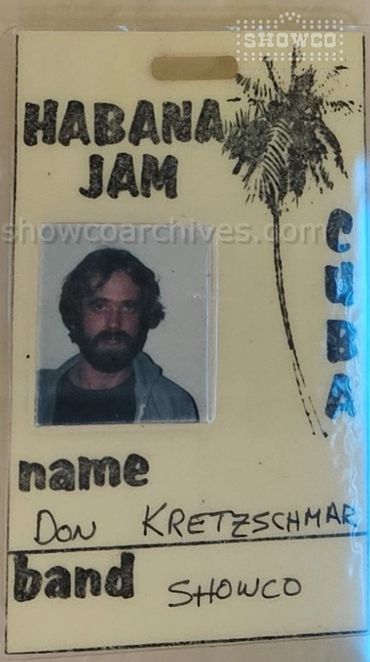 SHOWCO
HABANA
JAM
showcoarchives.com
CUBA
name
DON KRETZSCHMAR
band SHOWCO